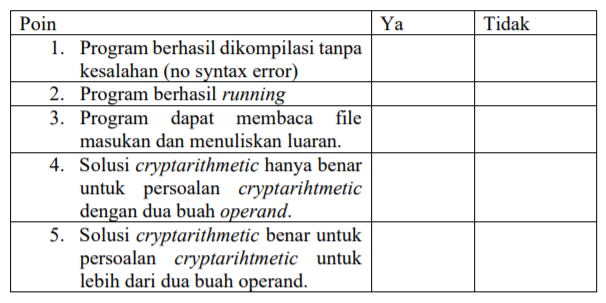 Poin Ya Tidak
1. Program berhasil dikompilasi tanpa
kesalahan (no syntax error)
2. Program berhasil running
3. Program dapat membaca file
masukan dan menuliskan luaran.
4. Solusi cryptarithmetic hanya benar
untuk persoalan cryptarihtmetic
dengan dua buah operand.
5. Solusi cryptarithmetic benar untuk
persoalan cryptarihtmetic untuk
lebih dari dua buah operand.